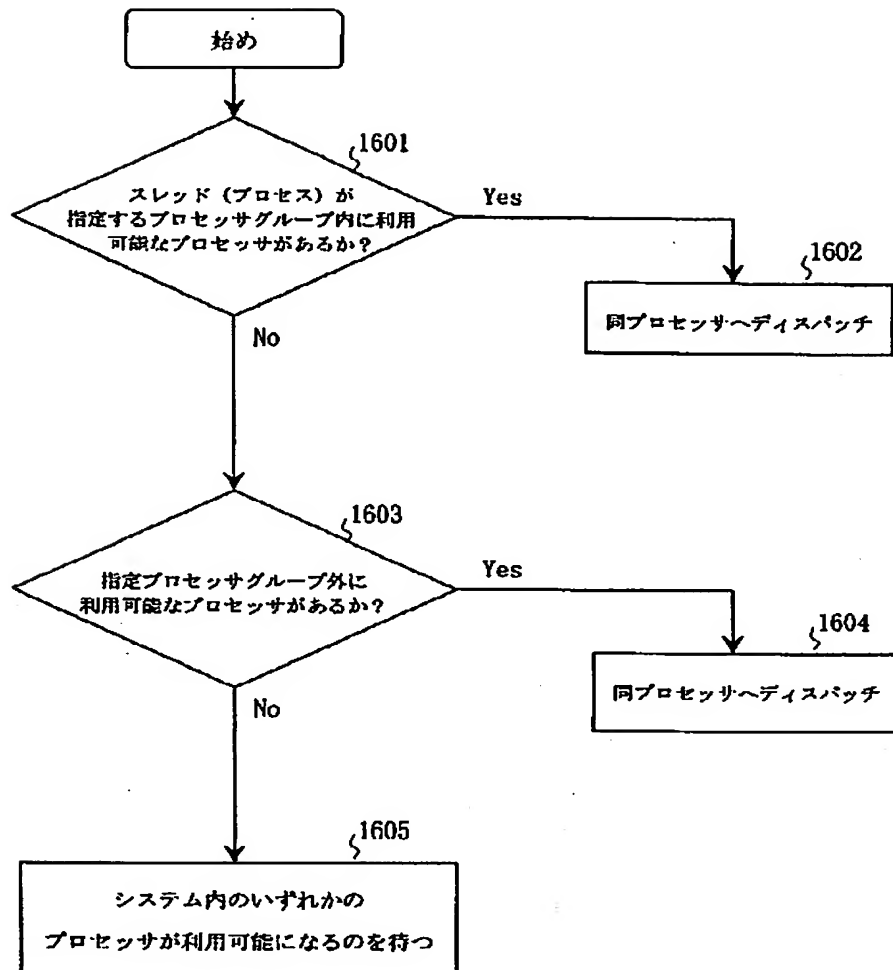 始め
1601
スレッド（プロセス）が
指定するプロセッサグループ内に利用
可能なプロセッサがあるか？
Yes
1602
同プロセッサへディスパッチ
No
1603
指定プロセッサグループ外に
利用可能なプロセッサがあるか？
Yes
1604
同プロセッサへディスパッチ
No
1605
システム内のいずれかの
プロセッサが利用可能になるのを待つ